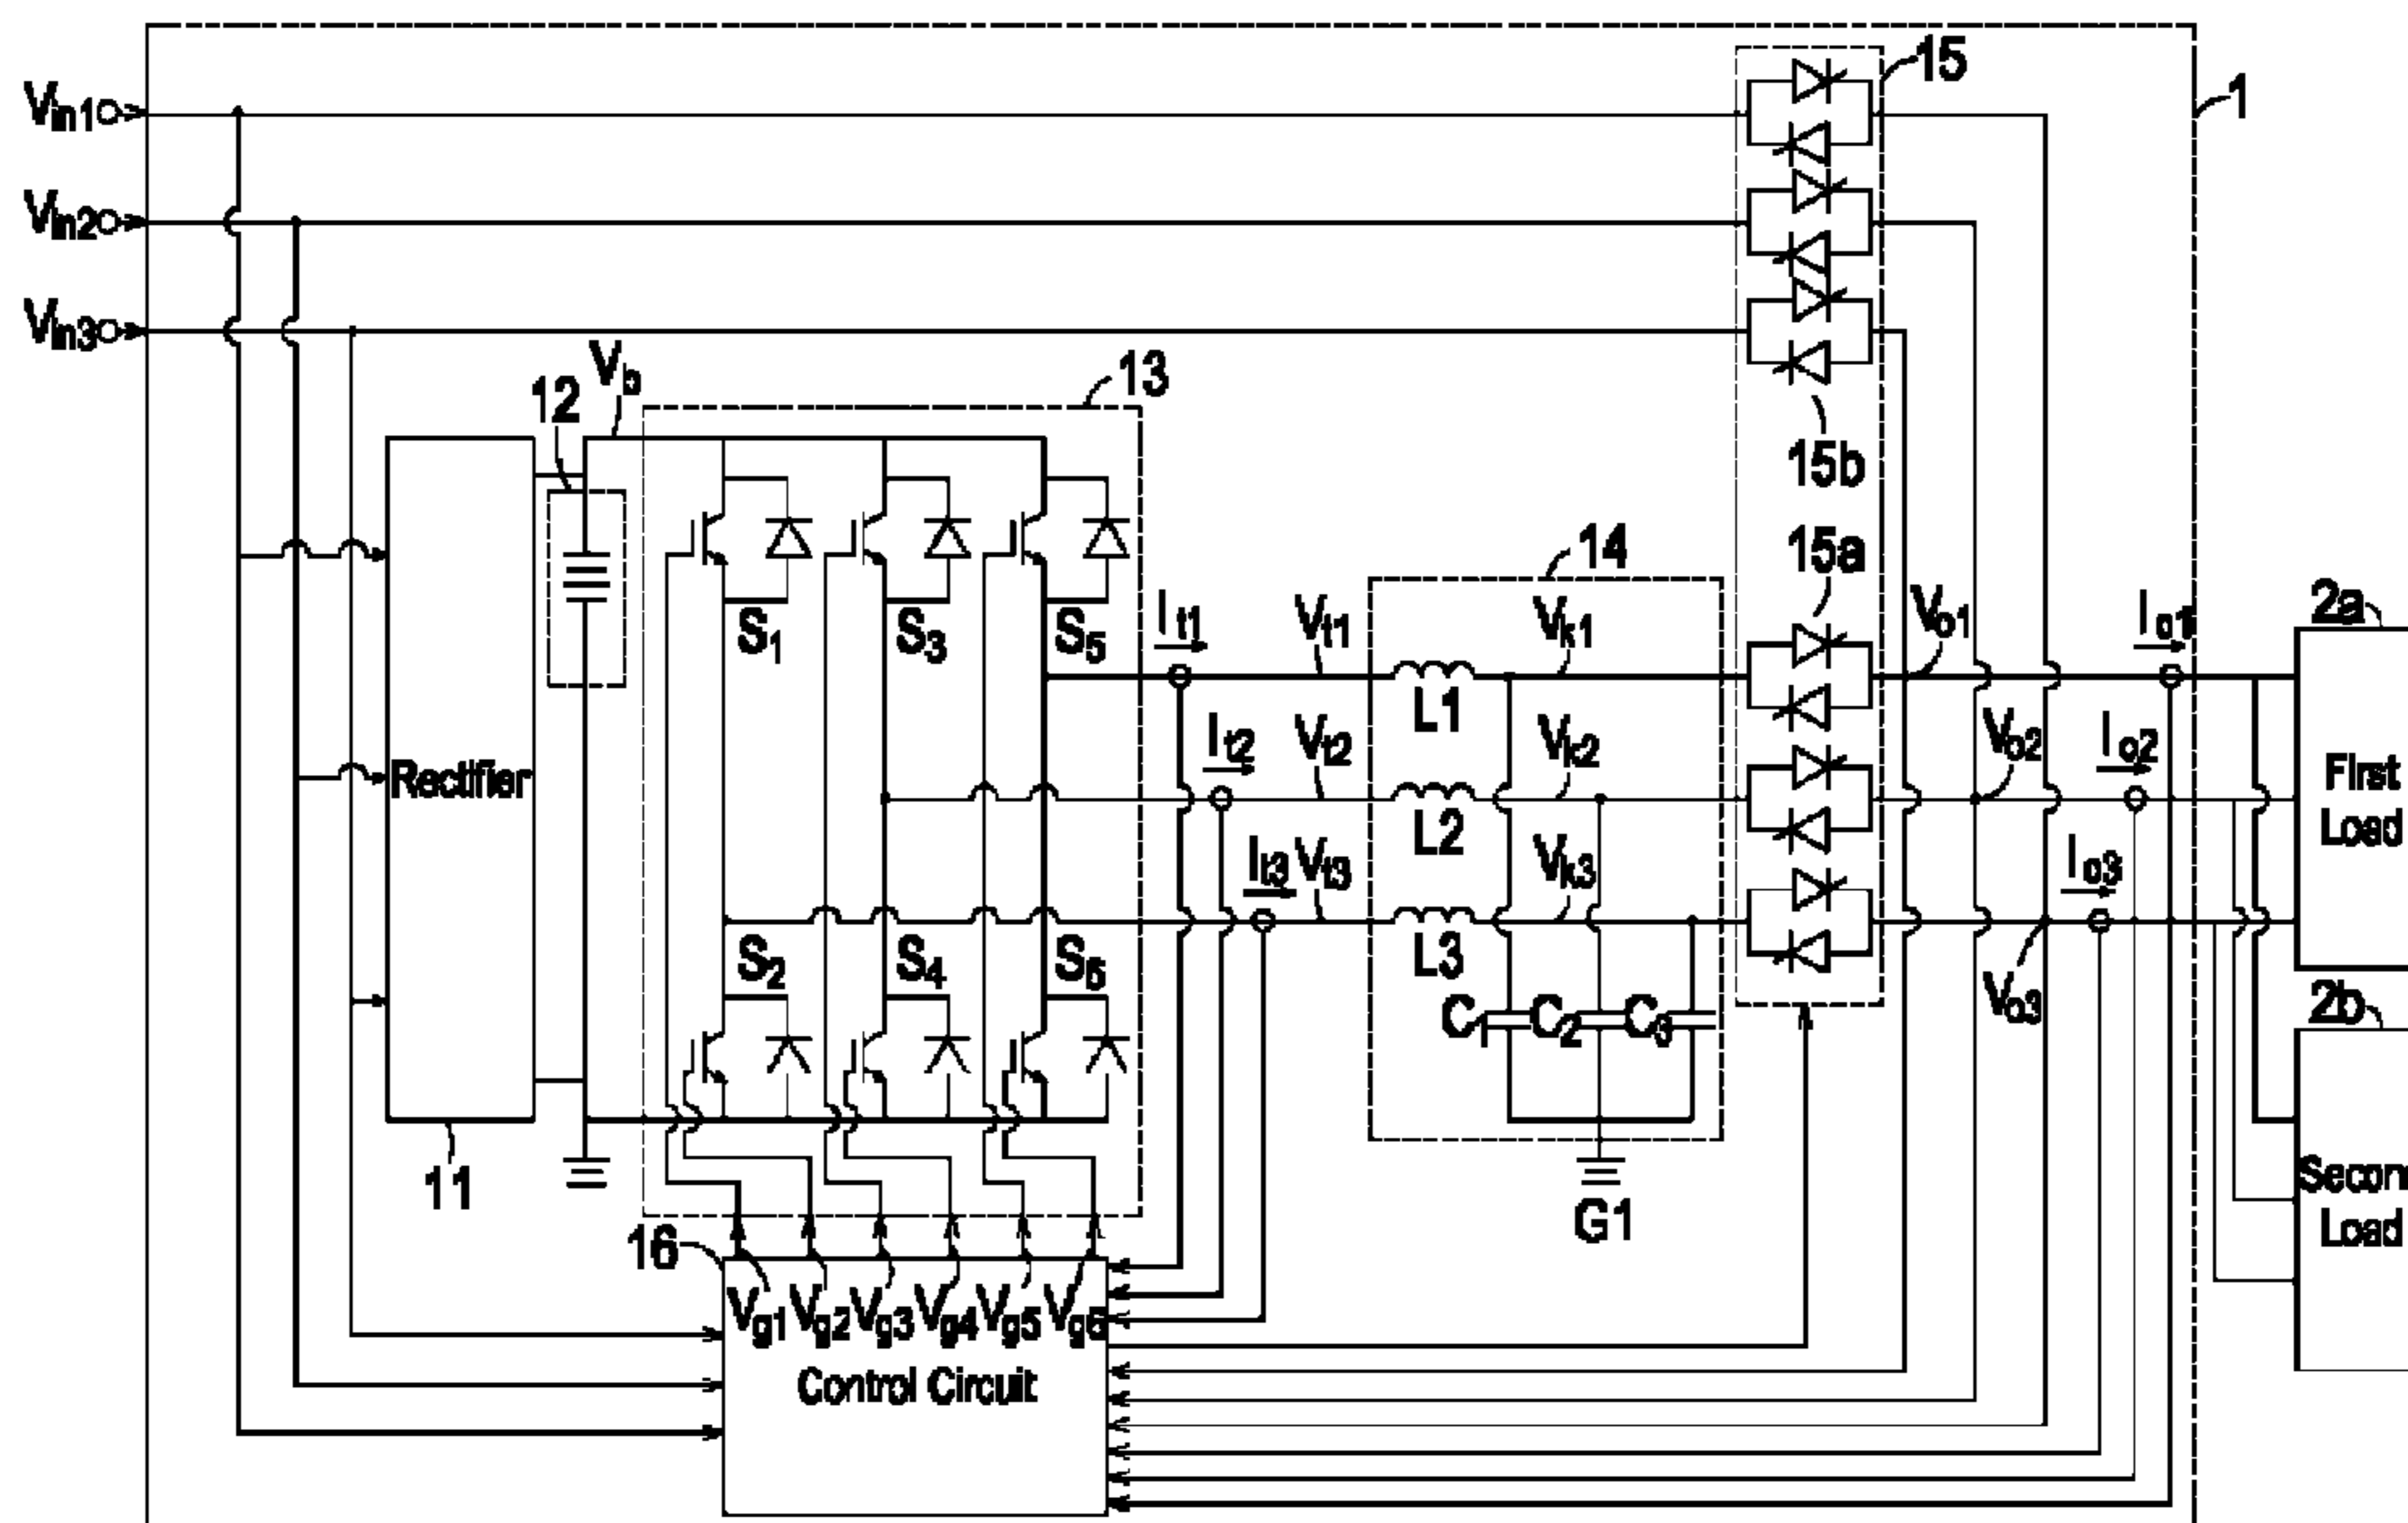 15
1
Vin1
Vin2
Vin3
Vb
12
13
15b
15a
14
S1
S3
S5
It1
Vt1
Vk1
Vo1
Io1
2a
L1
It2
Vt2
Vk2
Vo2
Io2
Rectifier
First
Load
L2
It3
Vt3
Vk3
Io3
S2
S4
L3
C1
C2
C3
Vo3
2b
11
G1
Load
16
Vg1
Vg2
Vg3
Vg4
Vg5
Vg6
Control Circuit